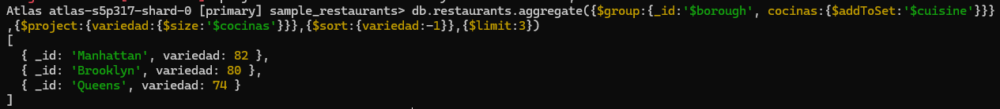 Atlas atlas-s5p317-shard-0 [primary] sample_restaurants> db.restaurants.aggregate({$group:{_id:'$borough', cocinas:{$addToSet:'$cuisine'}}}
,{$project:{variedad:{$size:'$cocinas'}}},{$sort:{variedad:-1}},{$limit:3})
[
  { _id: 'Manhattan', variedad: 82 },
  { _id: 'Brooklyn', variedad: 80 },
  { _id: 'Queens', variedad: 74 }
]